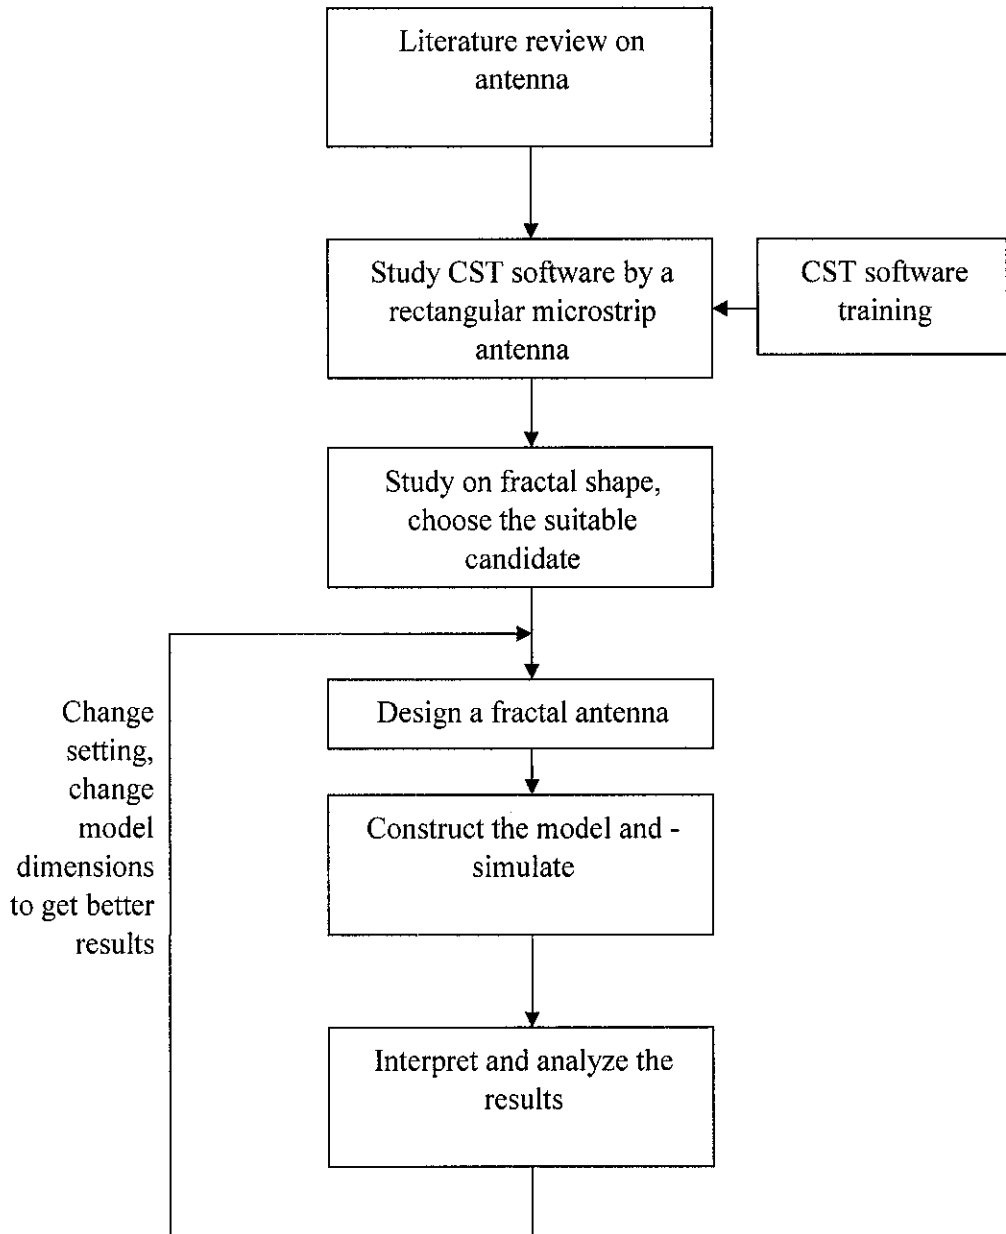 Literature review on
antenna
Study CST software by a
rectangular microstrip
antenna
CST software
training
Study on fractal shape,
choose the suitable
candidate
Change
setting,
change
model
dimensions
to get better
results
Design a fractal antenna
Construct the model and -
simulate
Interpret and analyze the
results